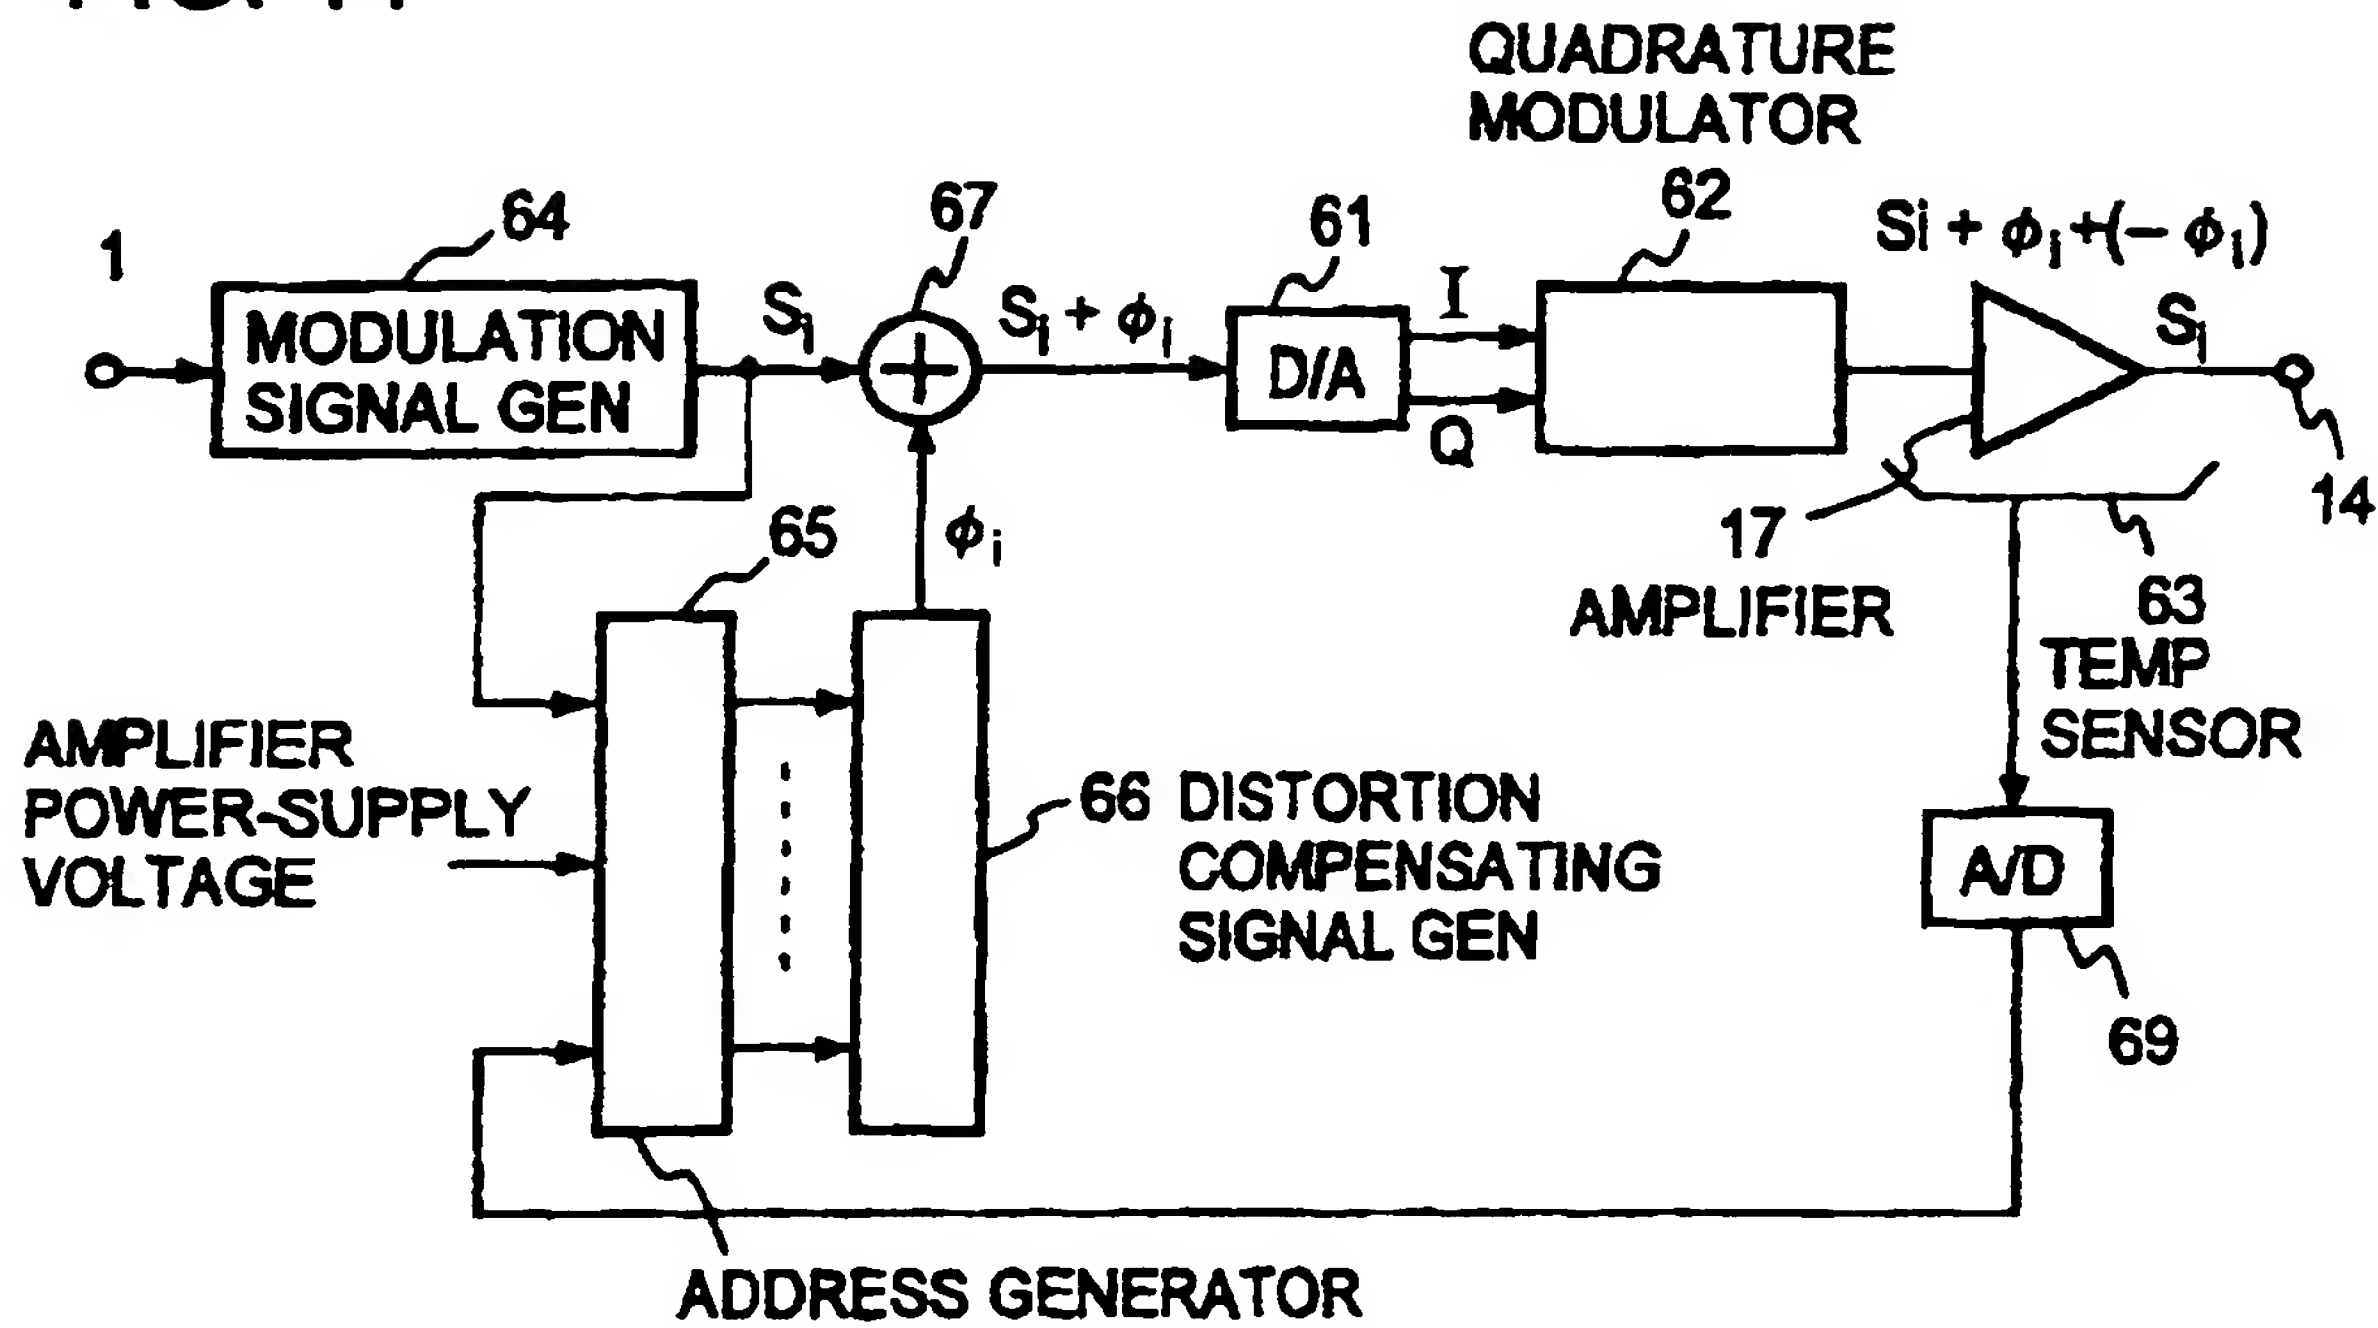 QUADRATURE
MODULATOR
62
64
67
61
1
Si + ϕi+(− ϕi)
MODULATION
SIGNAL GEN
Si
Si + ϕi
D/A
I
Q
Si
14
17
AMPLIFIER
63
TEMP
SENSOR
65
ϕi
AMPLIFIER
POWER-SUPPLY
VOLTAGE
66 DISTORTION
COMPENSATING
SIGNAL GEN
A/D
69
ADDRESS GENERATOR